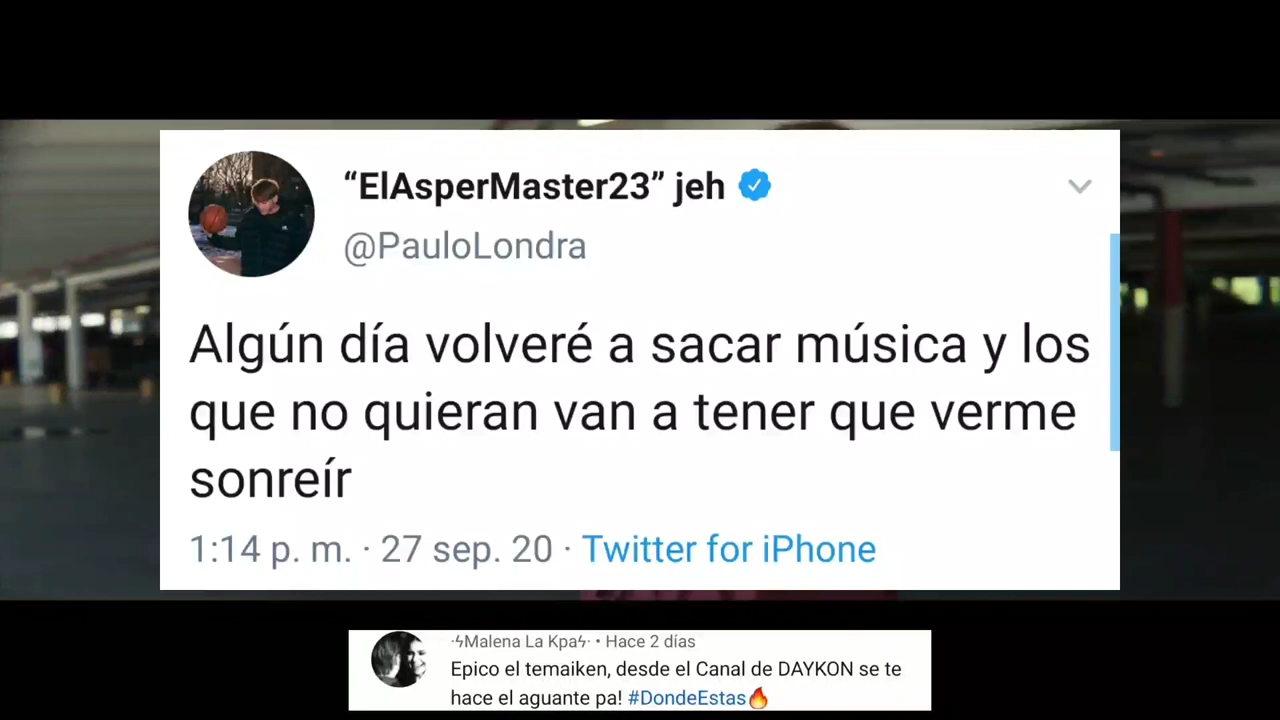 “ElAsperMaster23” jeh
@PauloLondra
Algún día volveré a sacar música y los
que no quieran van a tener que verme
sonreír
1:14 p. m. · 27 sep. 20 · Twitter for iPhone
·ϟMalena La Kpaϟ· • Hace 2 días
Epico el temaiken, desde el Canal de DAYKON se te
hace el aguante pa! #DondeEstas🔥